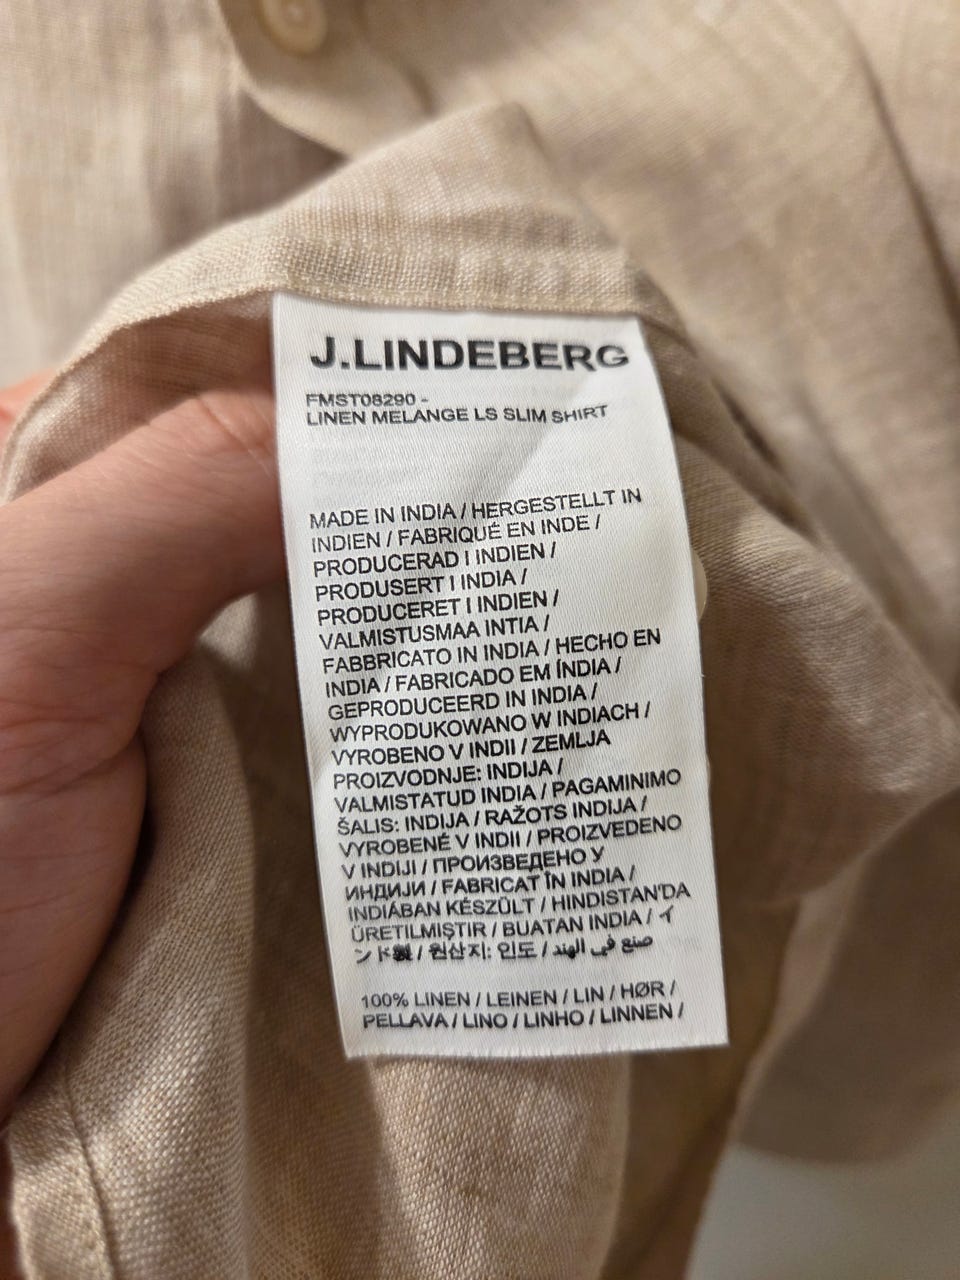 J.LINDEBERG
FMST08290 -
LINEN MELANGE LS SLIM SHIRT
MADE IN INDIA / HERGESTELLT IN
INDIEN / FABRIQUÉ EN INDE /
PRODUCERAD I INDIEN /
PRODUSERT I INDIA /
PRODUCERET I INDIEN /
VALMISTUSMAA INTIA /
FABBRICATO IN INDIA / HECHO EN
INDIA / FABRICADO EM ÍNDIA /
GEPRODUCEERD IN INDIA /
WYPRODUKOWANO W INDIACH /
VYROBENO V INDII / ZEMLJA
PROIZVODNJE: INDIJA /
VALMISTATUD INDIA / PAGAMINIMO
ŠALIS: INDIJA / RAŽOTS INDIJA /
VYROBENÉ V INDII / PROIZVEDENO
V INDIJI / ПРОИЗВЕДЕНО У
ИНДИЈИ / FABRICAT ÎN INDIA /
INDIÁBAN KÉSZÜLT / HINDISTAN'DA
ÜRETILMIŞTIR / BUATAN INDIA / イ
ンド製 / 원산지: 인도 / صنع في الهند
100% LINEN / LEINEN / LIN / HØR /
PELLAVA / LINO / LINHO / LINNEN /